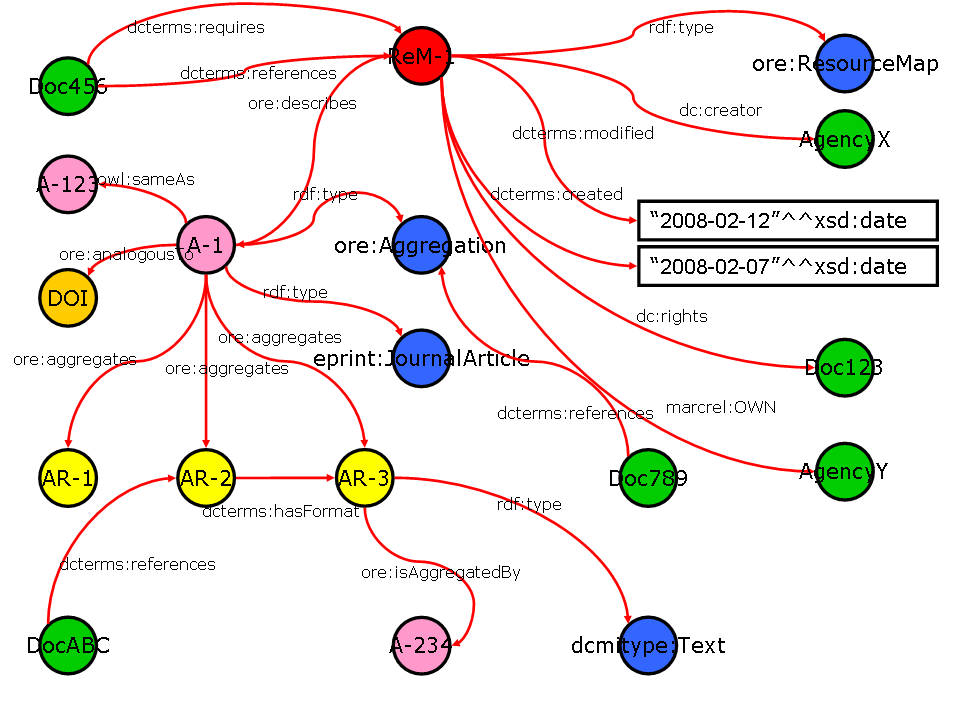 dcterms:requires
rdf:type
ReM-1
ore:ResourceMap
dcterms:references
Doc456
ore:describes
dc:creator
dcterms:modified
AgencyX
owl:sameAs
A-123
rdf:type
dcterms:created
“2008-02-12”^^xsd:date
A-1
ore:Aggregation
ore:analogousTo
“2008-02-07”^^xsd:date
DOI
rdf:type
dc:rights
ore:aggregates
ore:aggregates
eprint:JournalArticle
ore:aggregates
Doc123
marcrel:OWN
dcterms:references
AR-1
AR-2
AR-3
Doc789
AgencyY
rdf:type
dcterms:hasFormat
dcterms:references
ore:isAggregatedBy
DocABC
A-234
dcmitype:Text